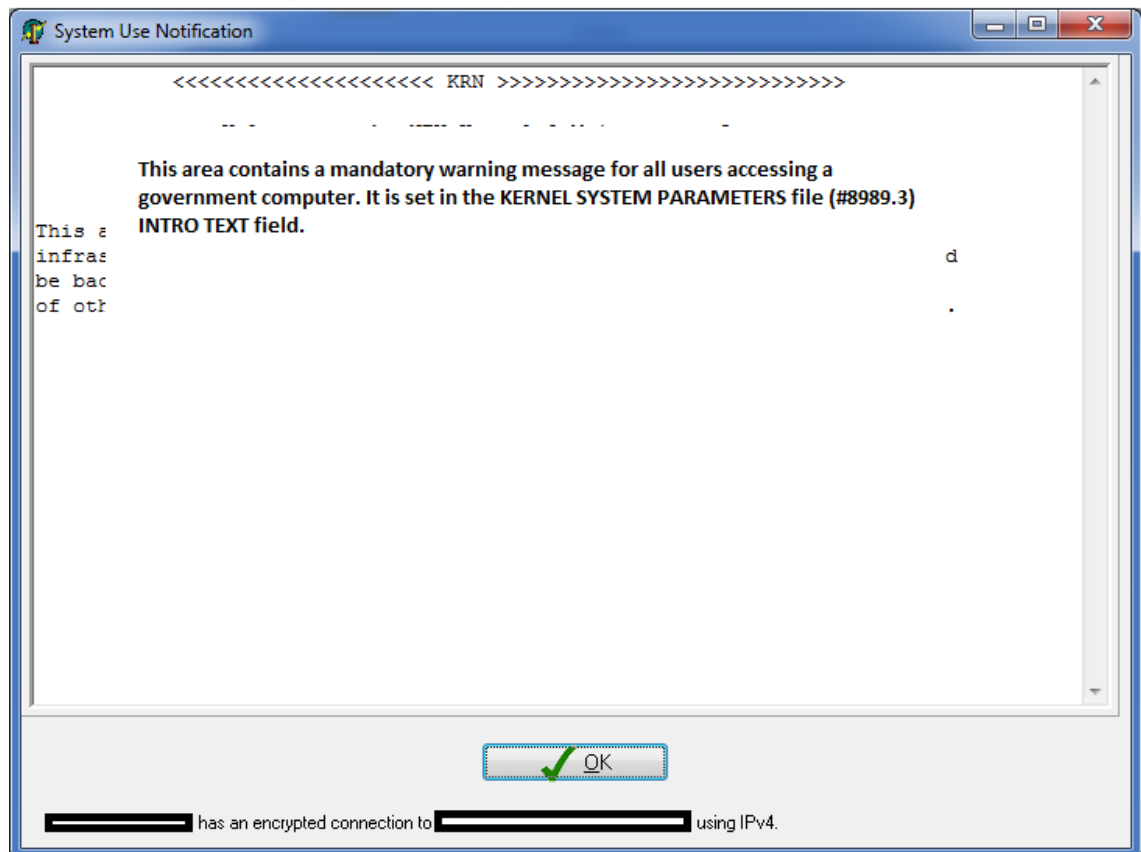 System Use Notification
<<<<<<<<<<<<<<<<<<<<< KRN >>>>>>>>>>>>>>>>>>>>>>>>>>>>
This area contains a mandatory warning message for all users accessing a
government computer. It is set in the KERNEL SYSTEM PARAMETERS file (#8989.3)
INTRO TEXT field.
This
infras d
be bac
of oth .
OK
has an encrypted connection to using IPv4.